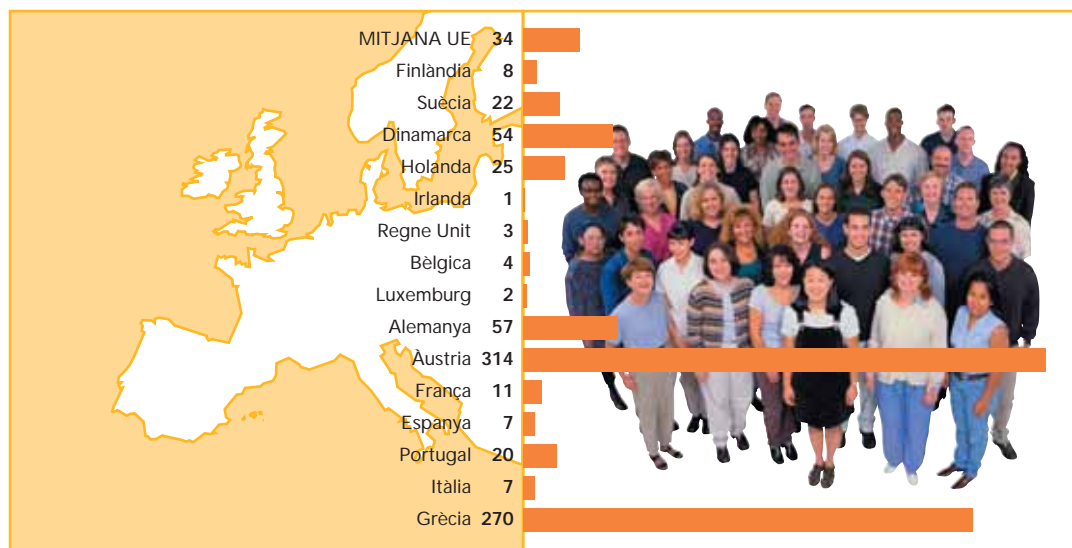 MITJANA UE 34
Finlàndia 8
Suècia 22
Dinamarca 54
Holanda 25
Irlanda 1
Regne Unit 3
Bèlgica 4
Luxemburg 2
Alemanya 57
Àustria 314
França 11
Espanya 7
Portugal 20
Itàlia 7
Grècia 270